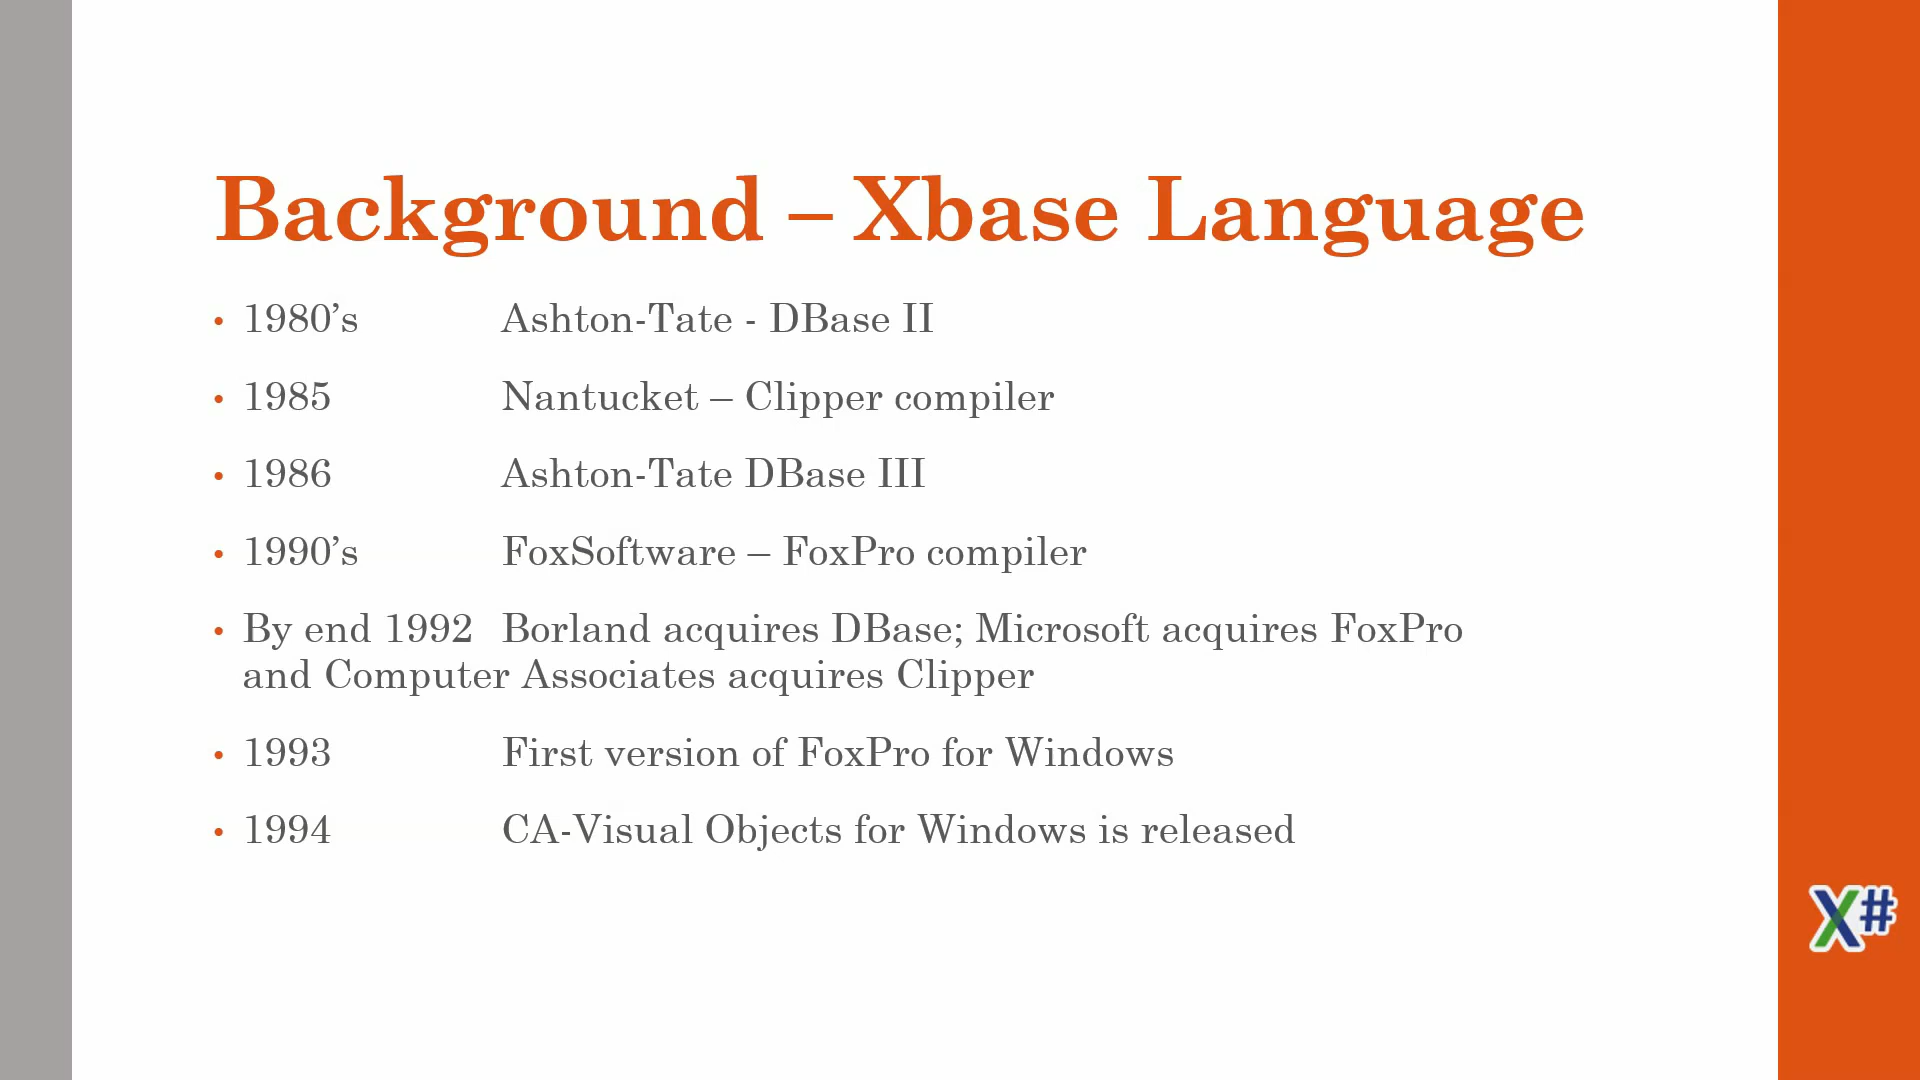 Background – Xbase Language
• 1980’s Ashton-Tate - DBase II
• 1985 Nantucket – Clipper compiler
• 1986 Ashton-Tate DBase III
• 1990’s FoxSoftware – FoxPro compiler
• By end 1992 Borland acquires DBase; Microsoft acquires FoxPro
and Computer Associates acquires Clipper
• 1993 First version of FoxPro for Windows
• 1994 CA-Visual Objects for Windows is released
X#